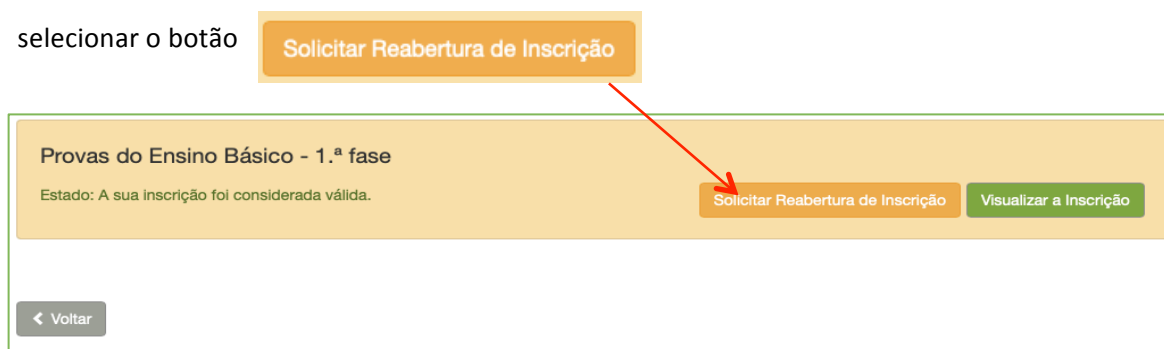 selecionar o botão Solicitar Reabertura de Inscrição
Provas do Ensino Básico - 1.ª fase
Estado: A sua inscrição foi considerada válida.
Solicitar Reabertura de Inscrição Visualizar a Inscrição
Voltar